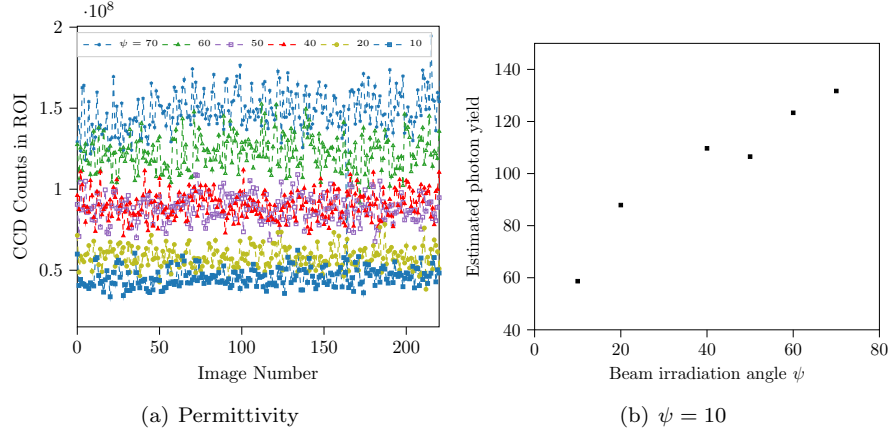 ·10⁸
2
1.5
1
0.5
0 50 100 150 200
CCD Counts in ROI
Image Number
ψ = 70 60 50 40 20 10
(a) Permittivity
140
120
100
80
60
40
0 20 40 60 80
Estimated photon yield
Beam irradiation angle ψ
(b) ψ = 10